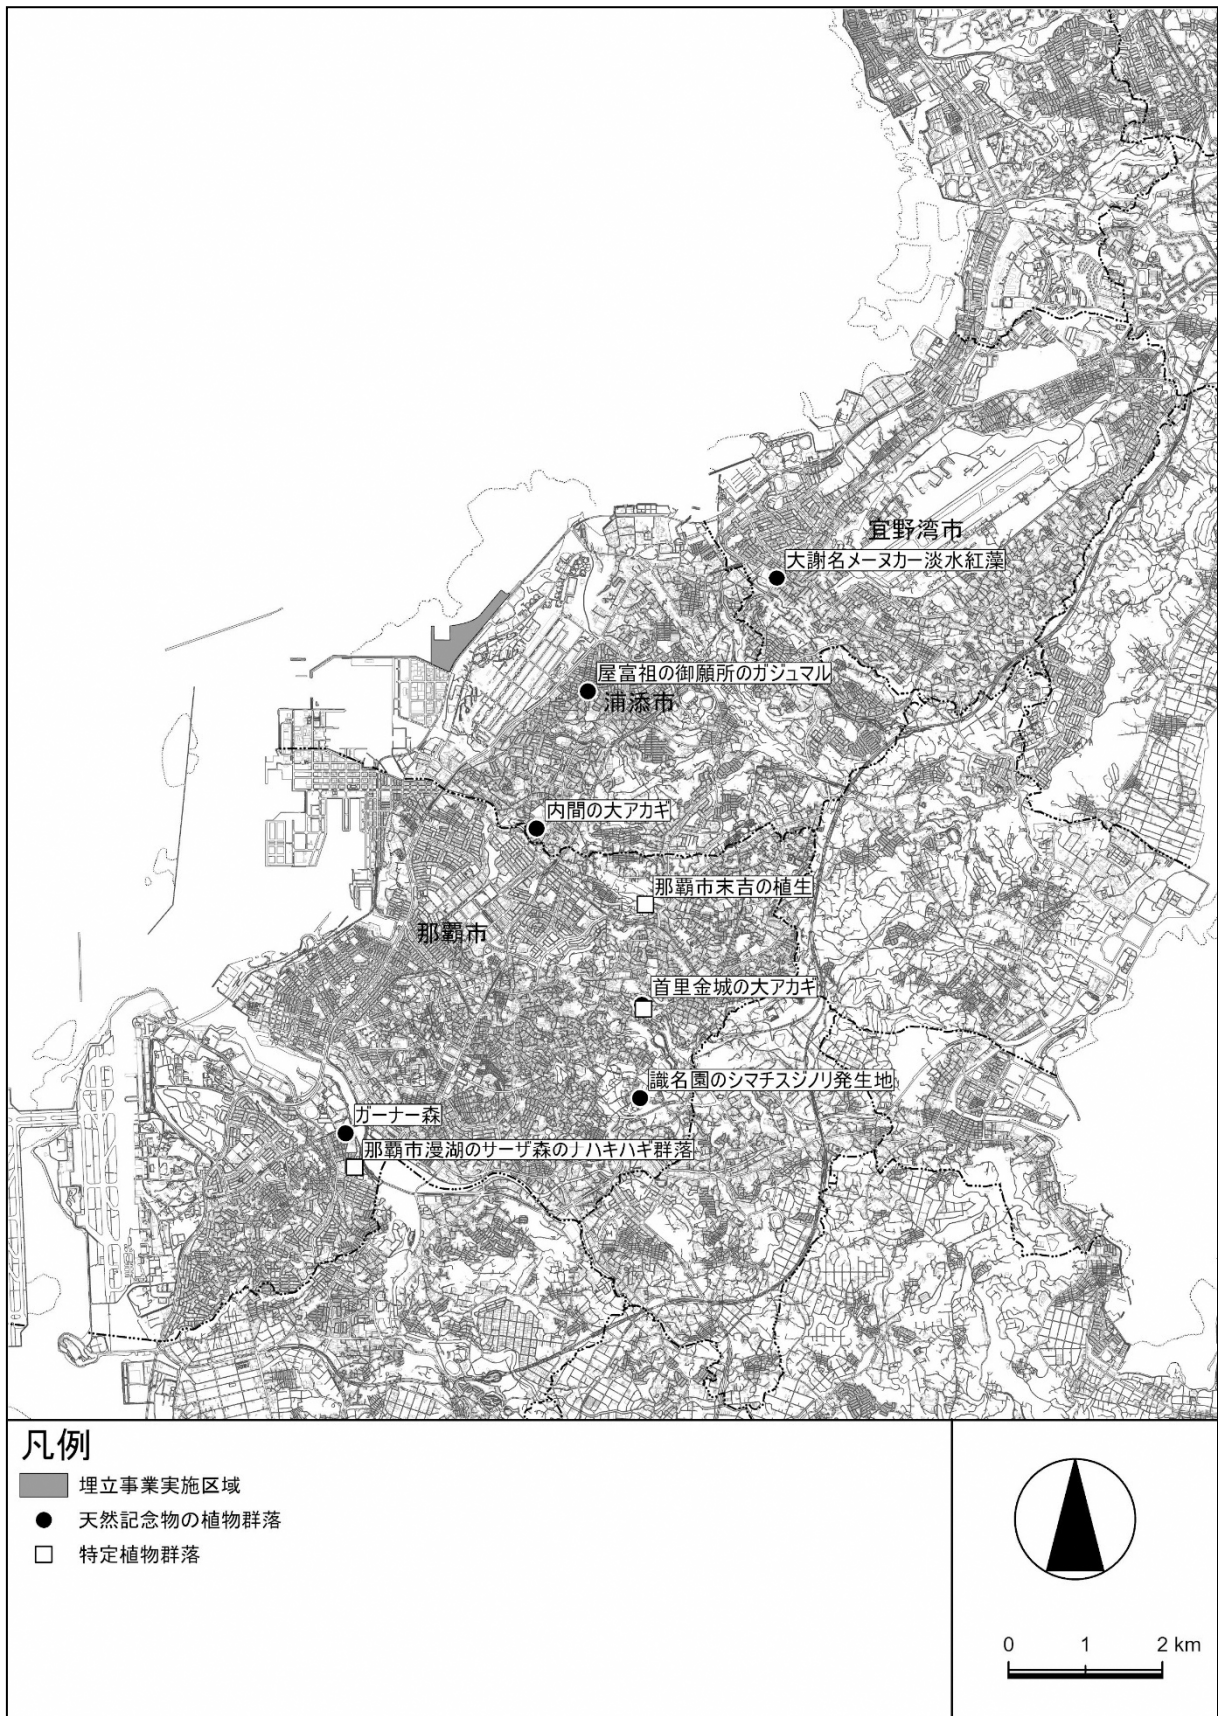 宜野湾市
大謝名メーヌカー淡水紅藻
屋富祖の御願所のガジュマル
浦添市
内間の大アカギ
那覇市末吉の植生
那覇市
首里金城の大アカギ
識名園のシマチスジノリ発生地
ガーナー森
那覇市漫湖のサーザ森のナハキハギ群落
凡例
埋立事業実施区域
天然記念物の植物群落
特定植物群落
0 1 2 km